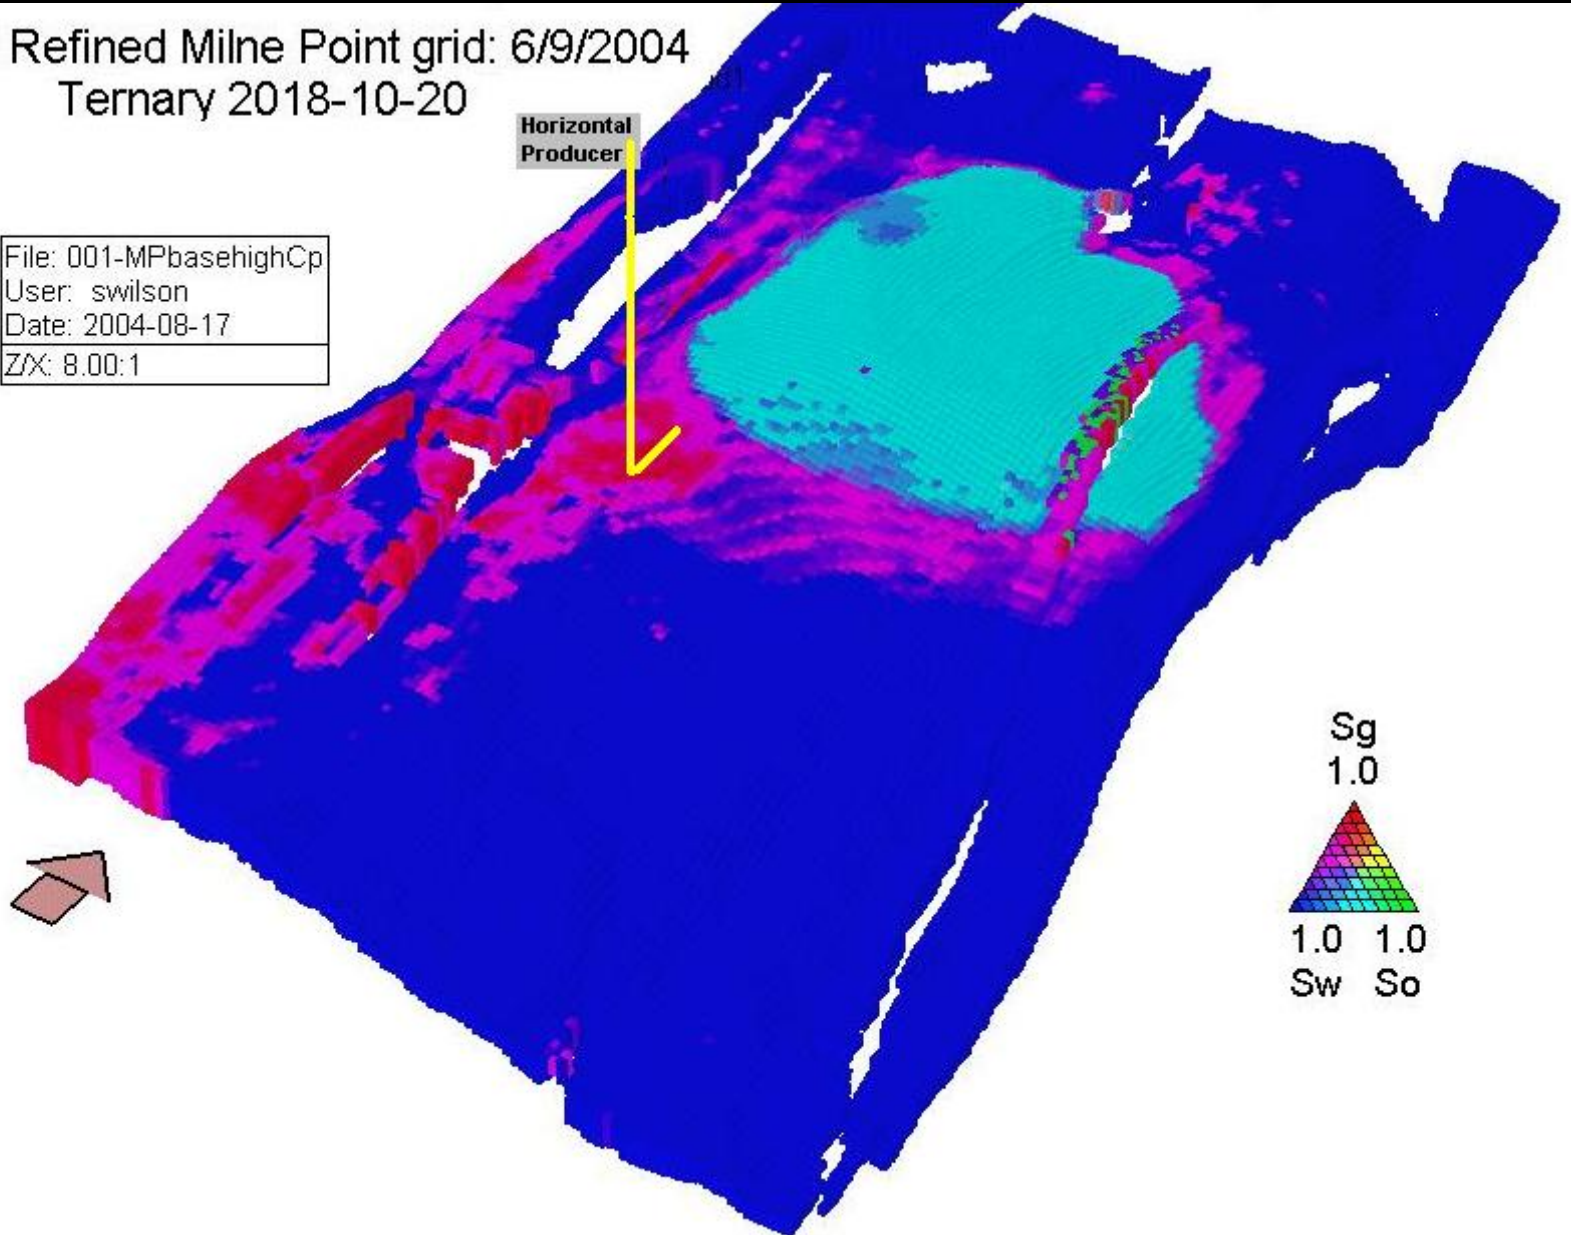 Refined Milne Point grid: 6/9/2004
Ternary 2018-10-20
Horizontal
Producer
File: 001-MPbasehighCp
User: swilson
Date: 2004-08-17
Z/X: 8.00:1
Sg
1.0
1.0 1.0
Sw So